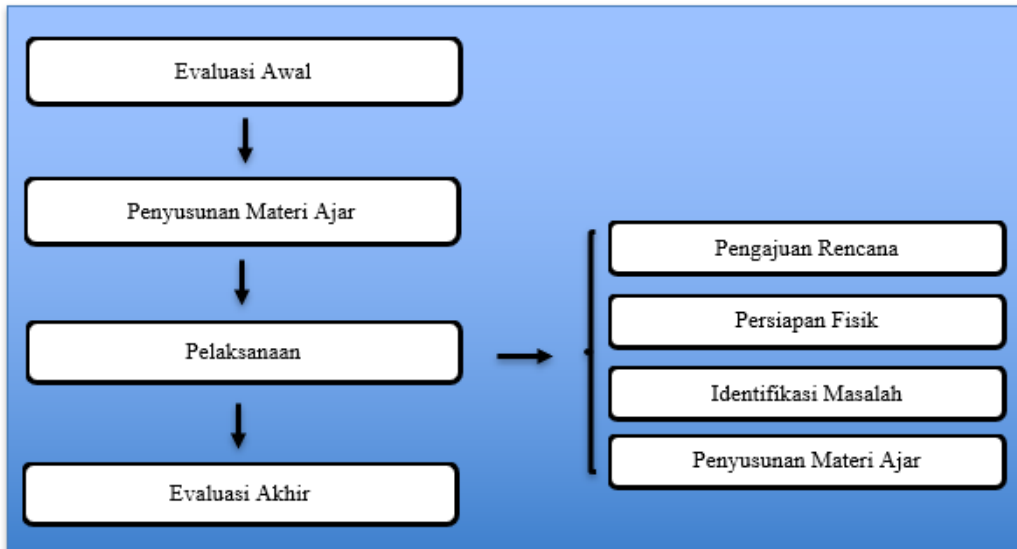 Evaluasi Awal
Penyusunan Materi Ajar
Pelaksanaan
Evaluasi Akhir
Pengajuan Rencana
Persiapan Fisik
Identifikasi Masalah
Penyusunan Materi Ajar